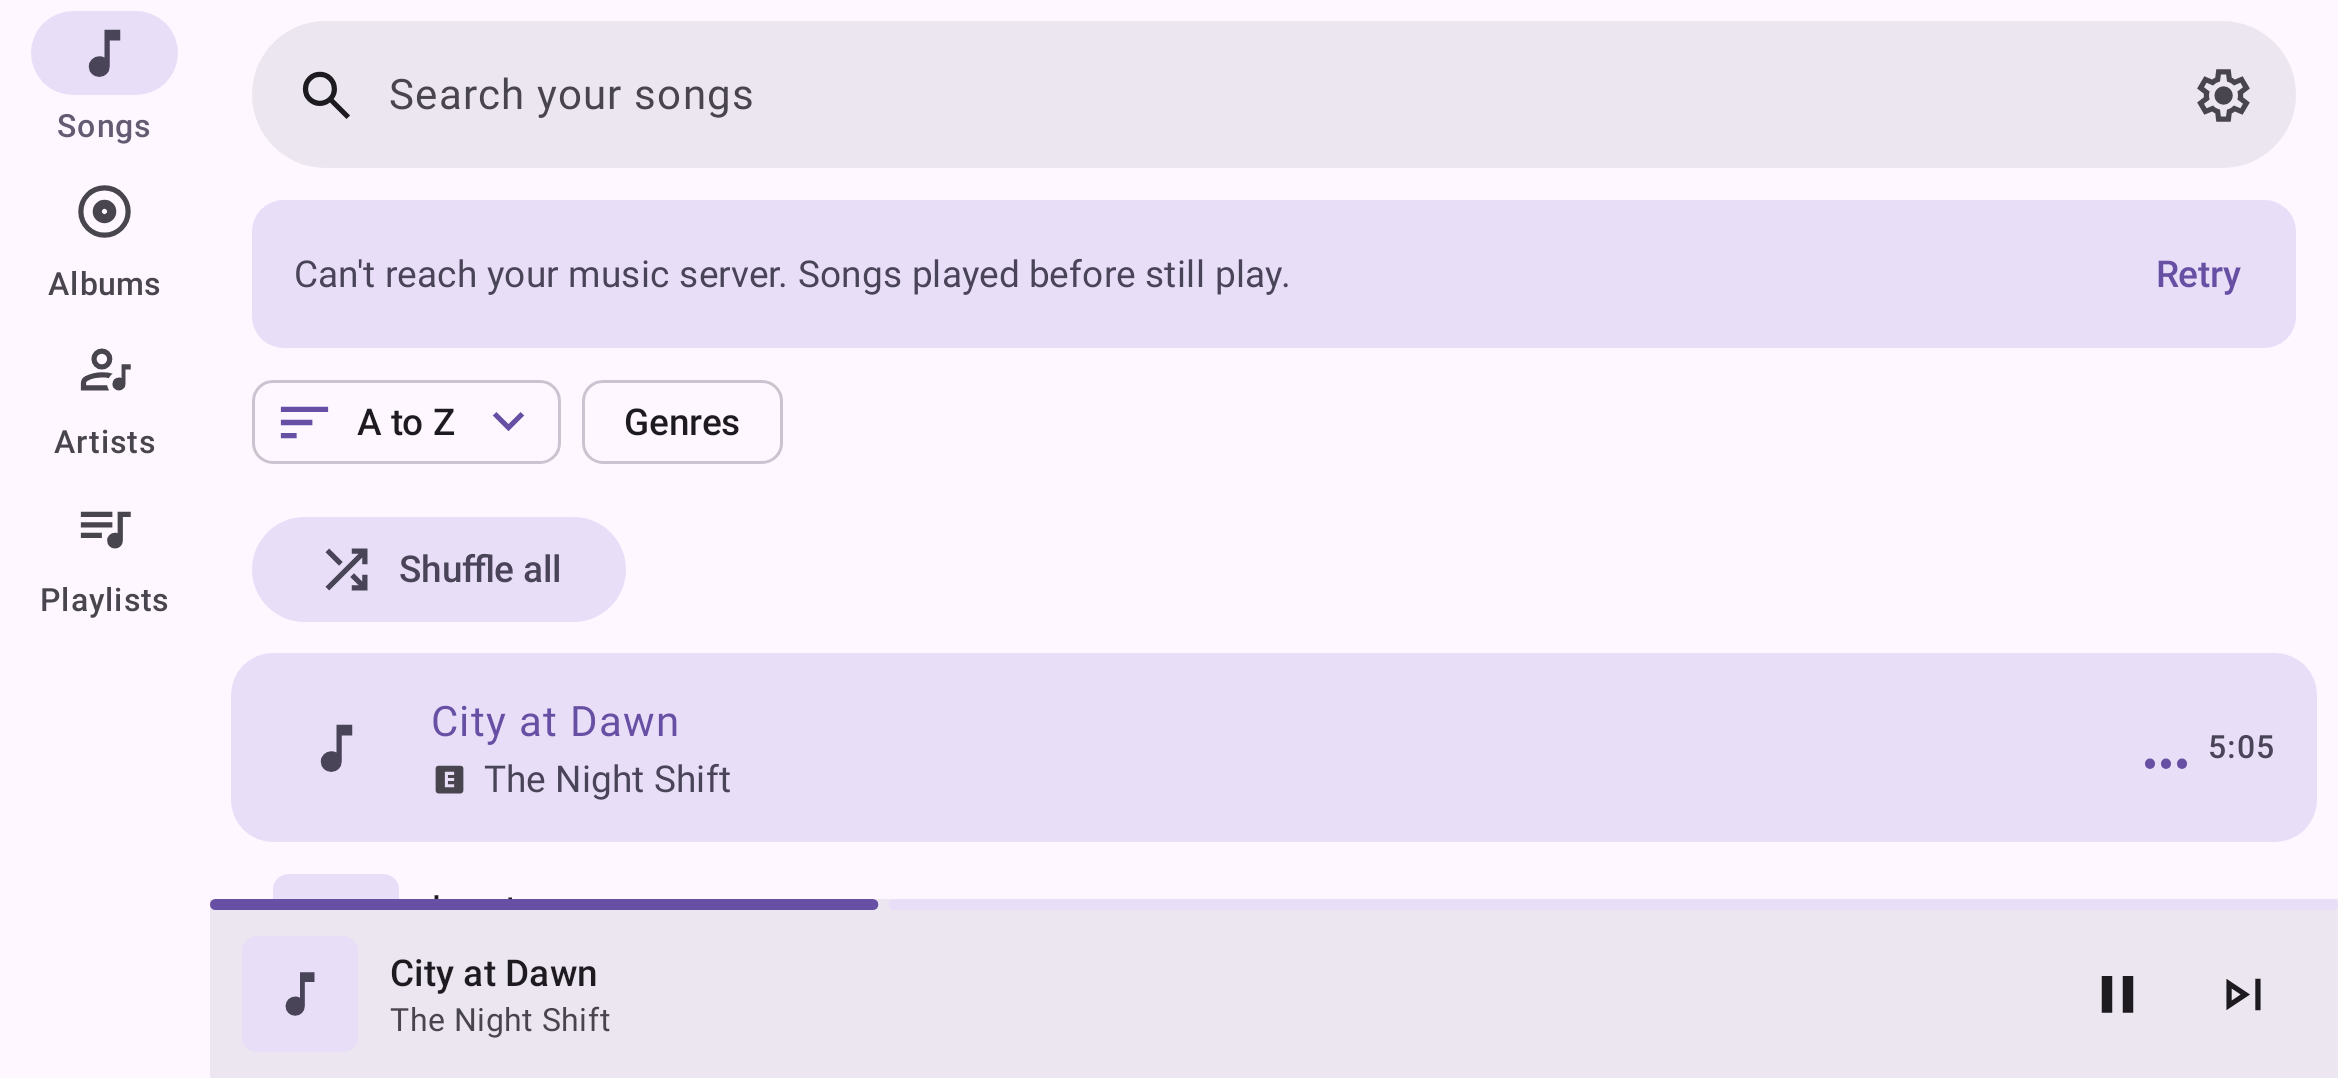 Songs
Albums
Artists
Playlists
Search your songs
Can't reach your music server. Songs played before still play.
Retry
A to Z
Genres
Shuffle all
City at Dawn
E The Night Shift
5:05
City at Dawn
The Night Shift